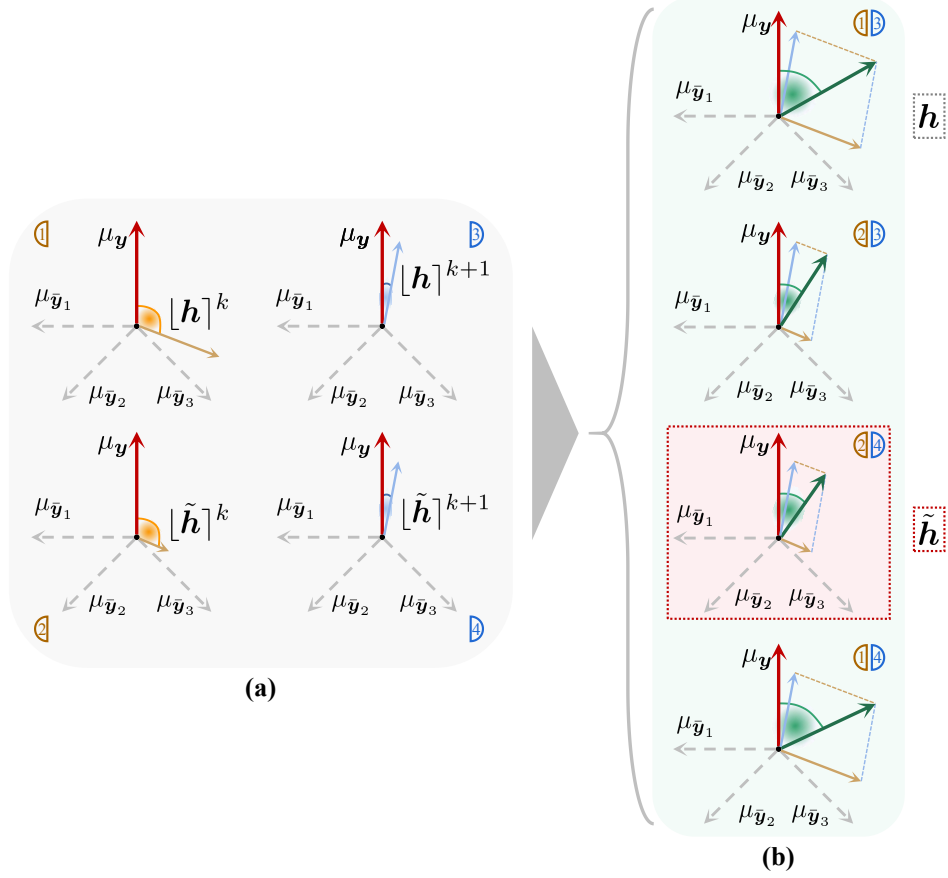 1
μ_y
μ_ȳ₁
⌊h⌉^k
μ_ȳ₂
μ_ȳ₃
3
μ_y
μ_ȳ₁
⌊h⌉^{k+1}
μ_ȳ₂
μ_ȳ₃
μ_y
μ_ȳ₁
⌊h̃⌉^k
μ_ȳ₂
μ_ȳ₃
2
μ_y
μ_ȳ₁
⌊h̃⌉^{k+1}
μ_ȳ₂
μ_ȳ₃
4
(a)
μ_y
1 3
μ_ȳ₁
μ_ȳ₂
μ_ȳ₃
h
μ_y
2 3
μ_ȳ₁
μ_ȳ₂
μ_ȳ₃
μ_y
2 4
μ_ȳ₁
μ_ȳ₂
μ_ȳ₃
h̃
μ_y
1 4
μ_ȳ₁
μ_ȳ₂
μ_ȳ₃
(b)